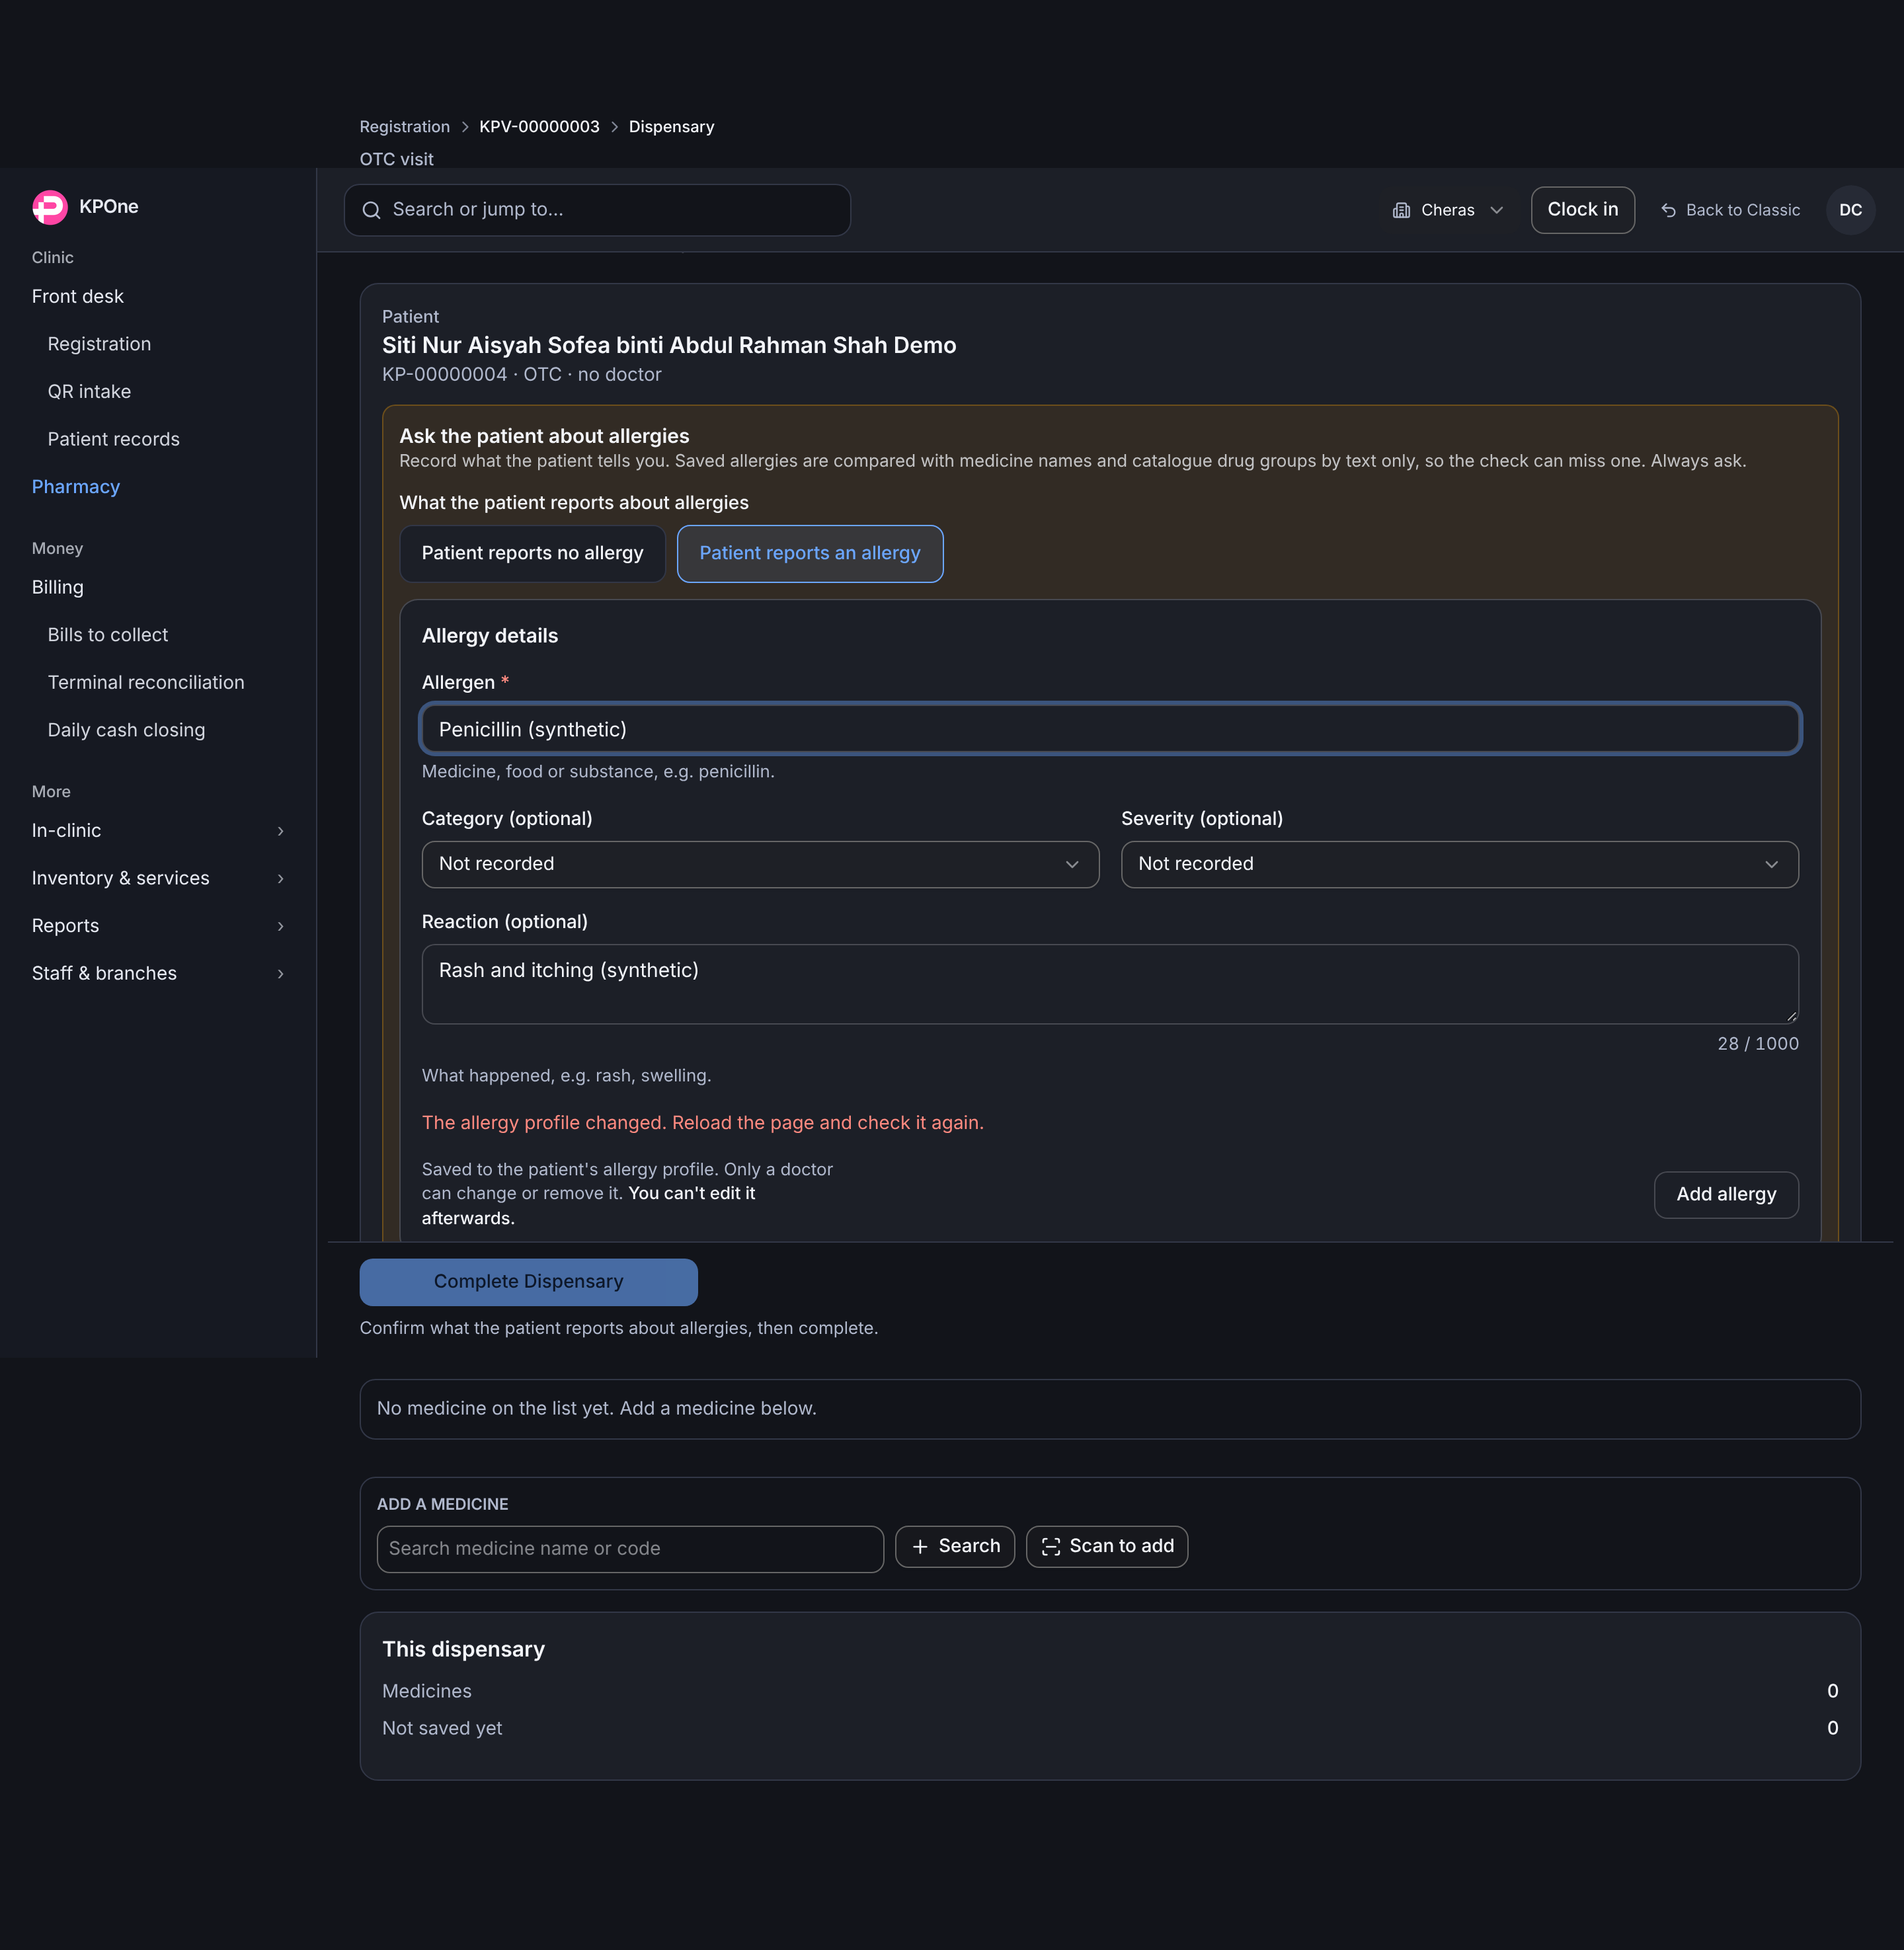 Registration > KPV-00000003 > Dispensary
OTC visit
KPOne
Search or jump to...
Cheras
Clock in
Back to Classic
DC
Clinic
Front desk
Registration
QR intake
Patient records
Pharmacy
Money
Billing
Bills to collect
Terminal reconciliation
Daily cash closing
More
In-clinic
Inventory & services
Reports
Staff & branches
Patient
Siti Nur Aisyah Sofea binti Abdul Rahman Shah Demo
KP-00000004 · OTC · no doctor
Ask the patient about allergies
Record what the patient tells you. Saved allergies are compared with medicine names and catalogue drug groups by text only, so the check can miss one. Always ask.
What the patient reports about allergies
Patient reports no allergy
Patient reports an allergy
Allergy details
Allergen *
Penicillin (synthetic)
Medicine, food or substance, e.g. penicillin.
Category (optional)
Severity (optional)
Not recorded
Not recorded
Reaction (optional)
Rash and itching (synthetic)
28 / 1000
What happened, e.g. rash, swelling.
The allergy profile changed. Reload the page and check it again.
Saved to the patient's allergy profile. Only a doctor
can change or remove it. You can't edit it
afterwards.
Add allergy
Complete Dispensary
Confirm what the patient reports about allergies, then complete.
No medicine on the list yet. Add a medicine below.
ADD A MEDICINE
Search medicine name or code
Search
Scan to add
This dispensary
Medicines 0
Not saved yet 0